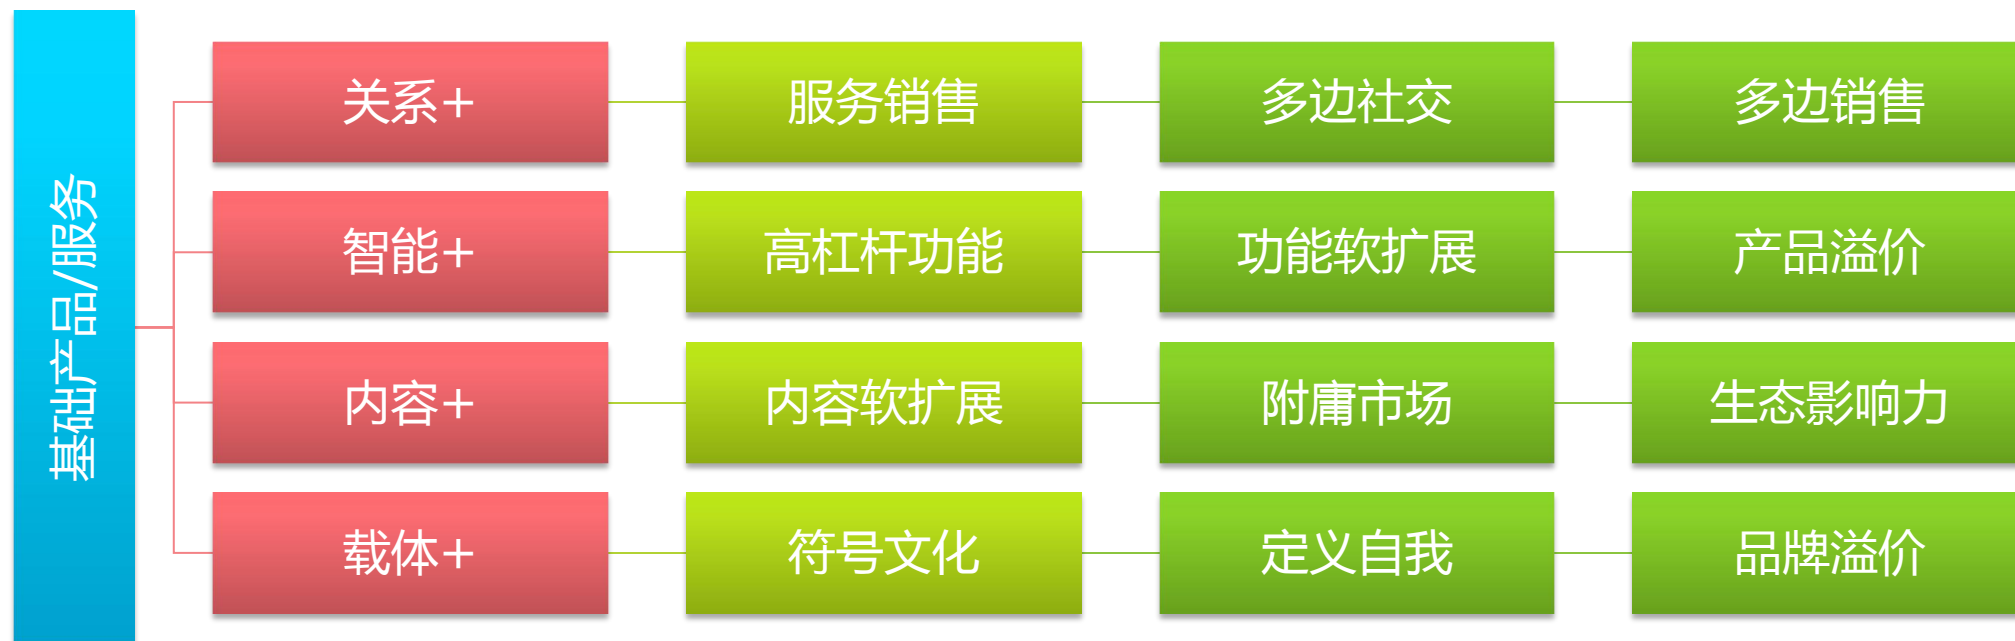 基础产品/服务
关系+
服务销售
多边社交
多边销售
智能+
高杠杆功能
功能软扩展
产品溢价
内容+
内容软扩展
附庸市场
生态影响力
载体+
符号文化
定义自我
品牌溢价